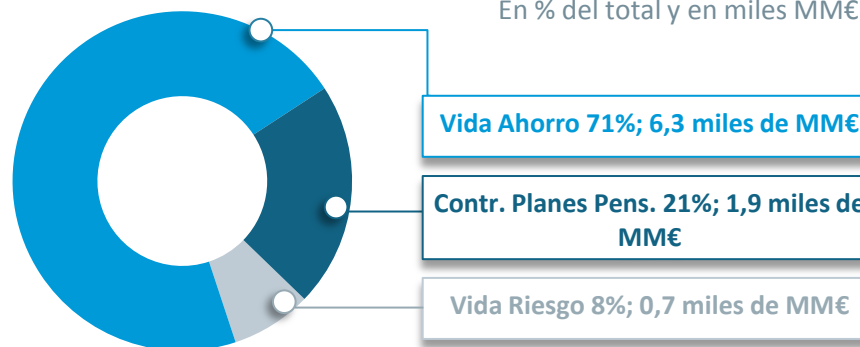 En % del total y en miles MM€
Vida Ahorro 71%; 6,3 miles de MM€
Contr. Planes Pens. 21%; 1,9 miles de
MM€
Vida Riesgo 8%; 0,7 miles de MM€